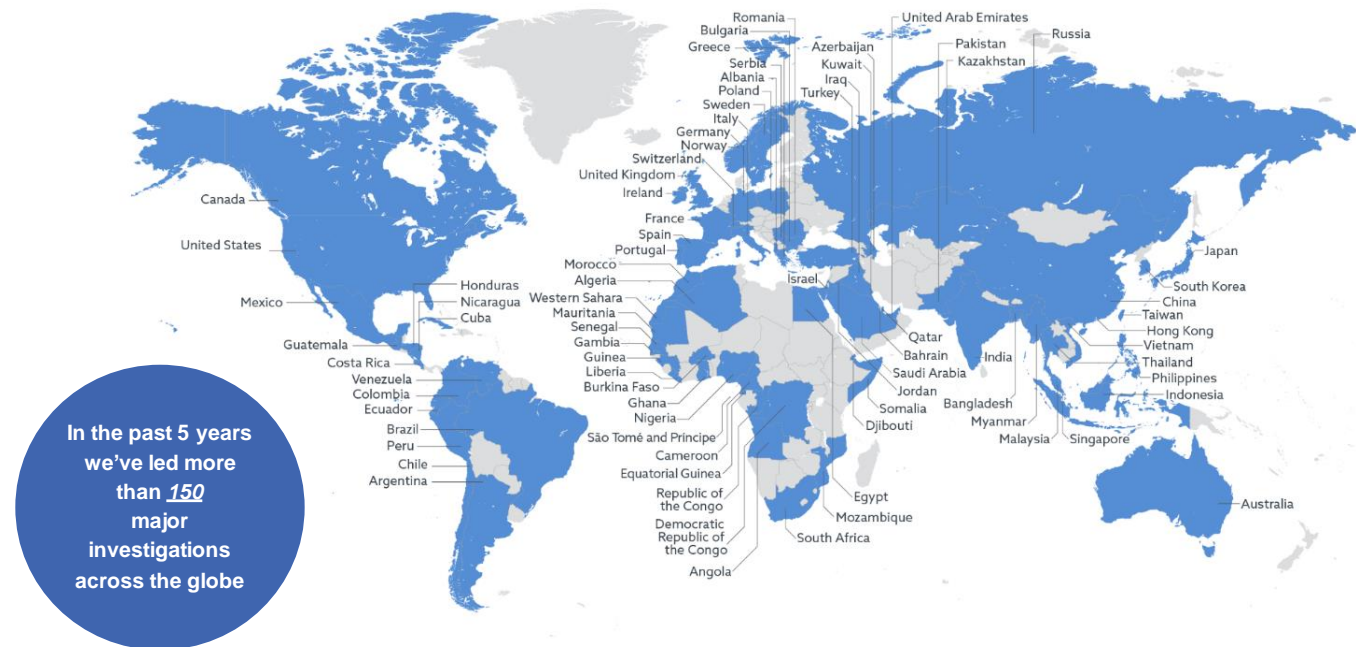 Romania
Bulgaria
Greece
Serbia
Albania
Poland
Sweden
Italy
Germany
Norway
Switzerland
United Kingdom
Ireland
France
Spain
Portugal
Morocco
Algeria
Western Sahara
Mauritania
Senegal
Gambia
Guinea
Liberia
Burkina Faso
Ghana
Nigeria
São Tomé and Príncipe
Cameroon
Equatorial Guinea
Republic of
the Congo
Democratic
Republic of
the Congo
Angola
United Arab Emirates
Azerbaijan
Kuwait
Iraq
Turkey
Pakistan
Kazakhstan
Russia
Canada
United States
Mexico
Honduras
Nicaragua
Cuba
Guatemala
Costa Rica
Venezuela
Colombia
Ecuador
Brazil
Peru
Chile
Argentina
Israel
Qatar
Bahrain
Saudi Arabia
Jordan
Somalia
Djibouti
Egypt
Mozambique
South Africa
India
Bangladesh
Myanmar
Malaysia
Singapore
Japan
South Korea
China
Taiwan
Hong Kong
Vietnam
Thailand
Philippines
Indonesia
Australia
In the past 5 years
we've led more
than 150
major
investigations
across the globe